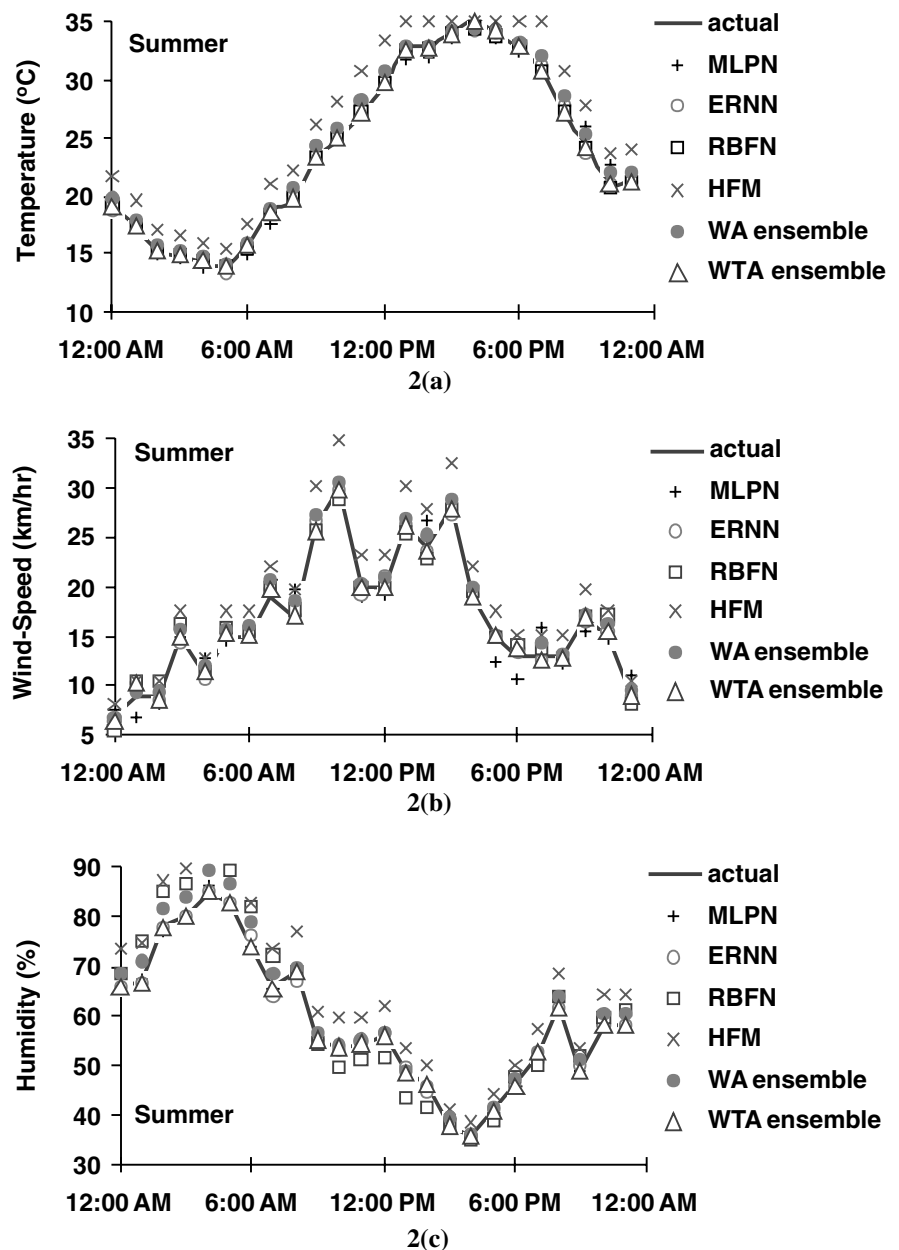 35
30
25
20
15
10
Temperature (°C)
Summer
actual
MLPN
ERNN
RBFN
HFM
WA ensemble
WTA ensemble
12:00 AM 6:00 AM 12:00 PM 6:00 PM 12:00 AM
2(a)
35
30
25
20
15
10
5
Wind-Speed (km/hr)
Summer
actual
MLPN
ERNN
RBFN
HFM
WA ensemble
WTA ensemble
12:00 AM 6:00 AM 12:00 PM 6:00 PM 12:00 AM
2(b)
90
80
70
60
50
40
30
Humidity (%)
Summer
actual
MLPN
ERNN
RBFN
HFM
WA ensemble
WTA ensemble
12:00 AM 6:00 AM 12:00 PM 6:00 PM 12:00 AM
2(c)